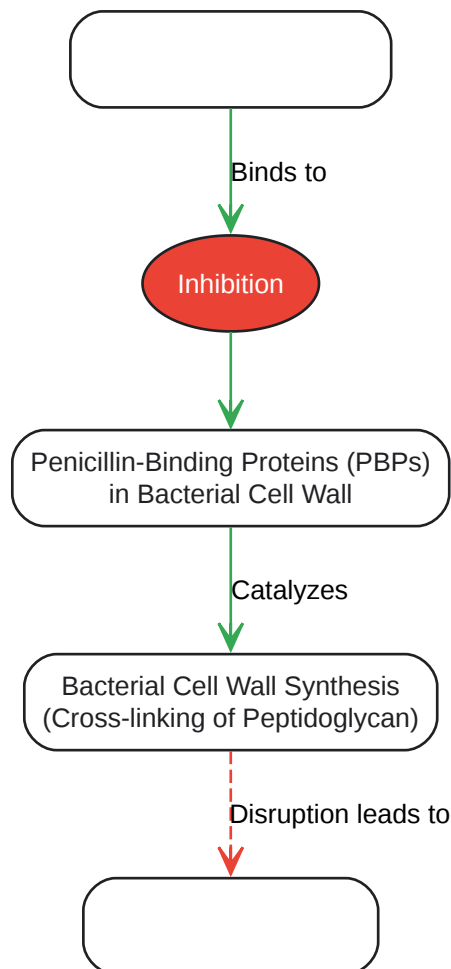 Binds to
Inhibition
Penicillin-Binding Proteins (PBPs)
in Bacterial Cell Wall
Catalyzes
Bacterial Cell Wall Synthesis
(Cross-linking of Peptidoglycan)
Disruption leads to